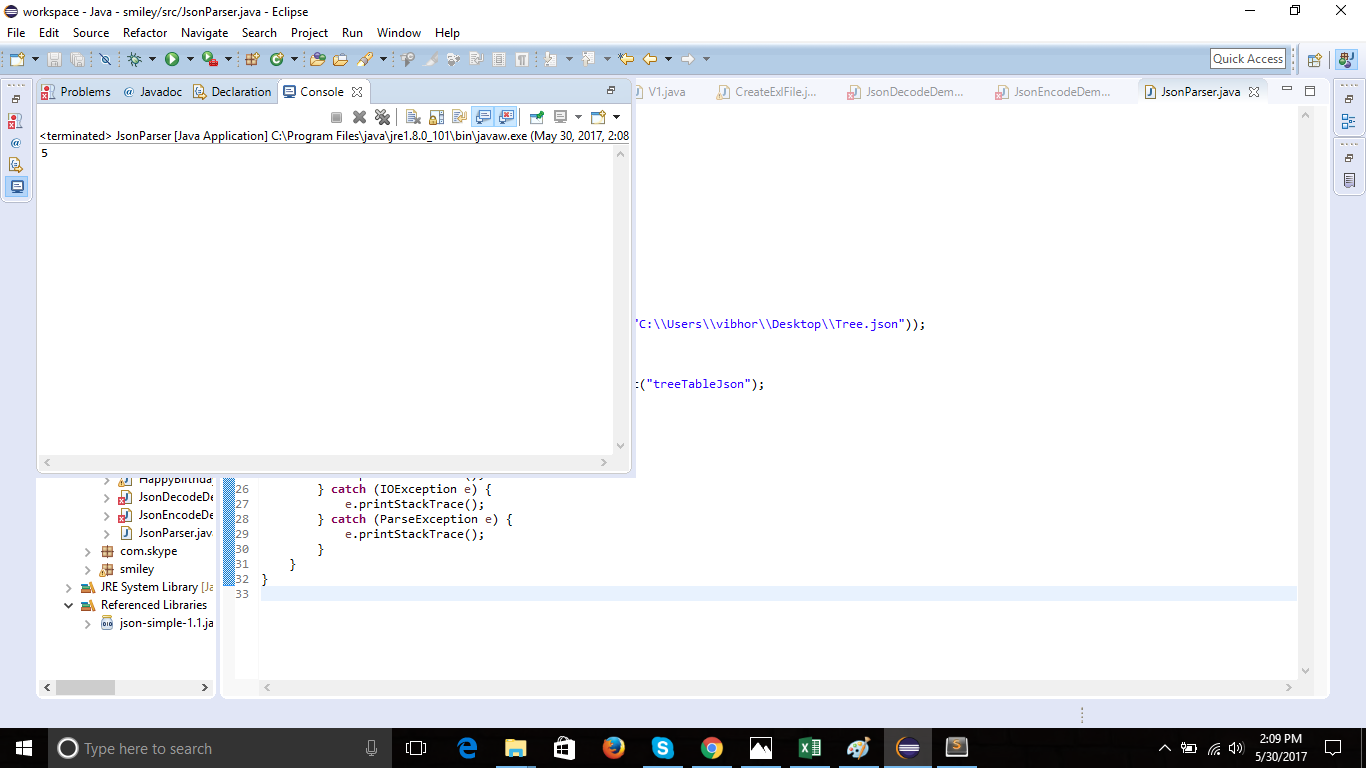 workspace - Java - smiley/src/JsonParser.java - Eclipse
File Edit Source Refactor Navigate Search Project Run Window Help
Quick Access
Problems @ Javadoc Declaration Console
V1.java CreateExlFile.j... JsonDecodeDem... JsonEncodeDem... JsonParser.java
<terminated> JsonParser [Java Application] C:\Program Files\java\jre1.8.0_101\bin\javaw.exe (May 30, 2017, 2:08
5
"C:\\Users\\vibhor\\Desktop\\Tree.json"));
("treeTableJson");
HappyBirthda
JsonDecodeDe
JsonEncodeDe
JsonParser.java
com.skype
smiley
JRE System Library [Ja
Referenced Libraries
json-simple-1.1.ja
26 } catch (IOException e) {
27 e.printStackTrace();
28 } catch (ParseException e) {
29 e.printStackTrace();
30 }
31 }
32 }
33
Type here to search
2:09 PM
5/30/2017